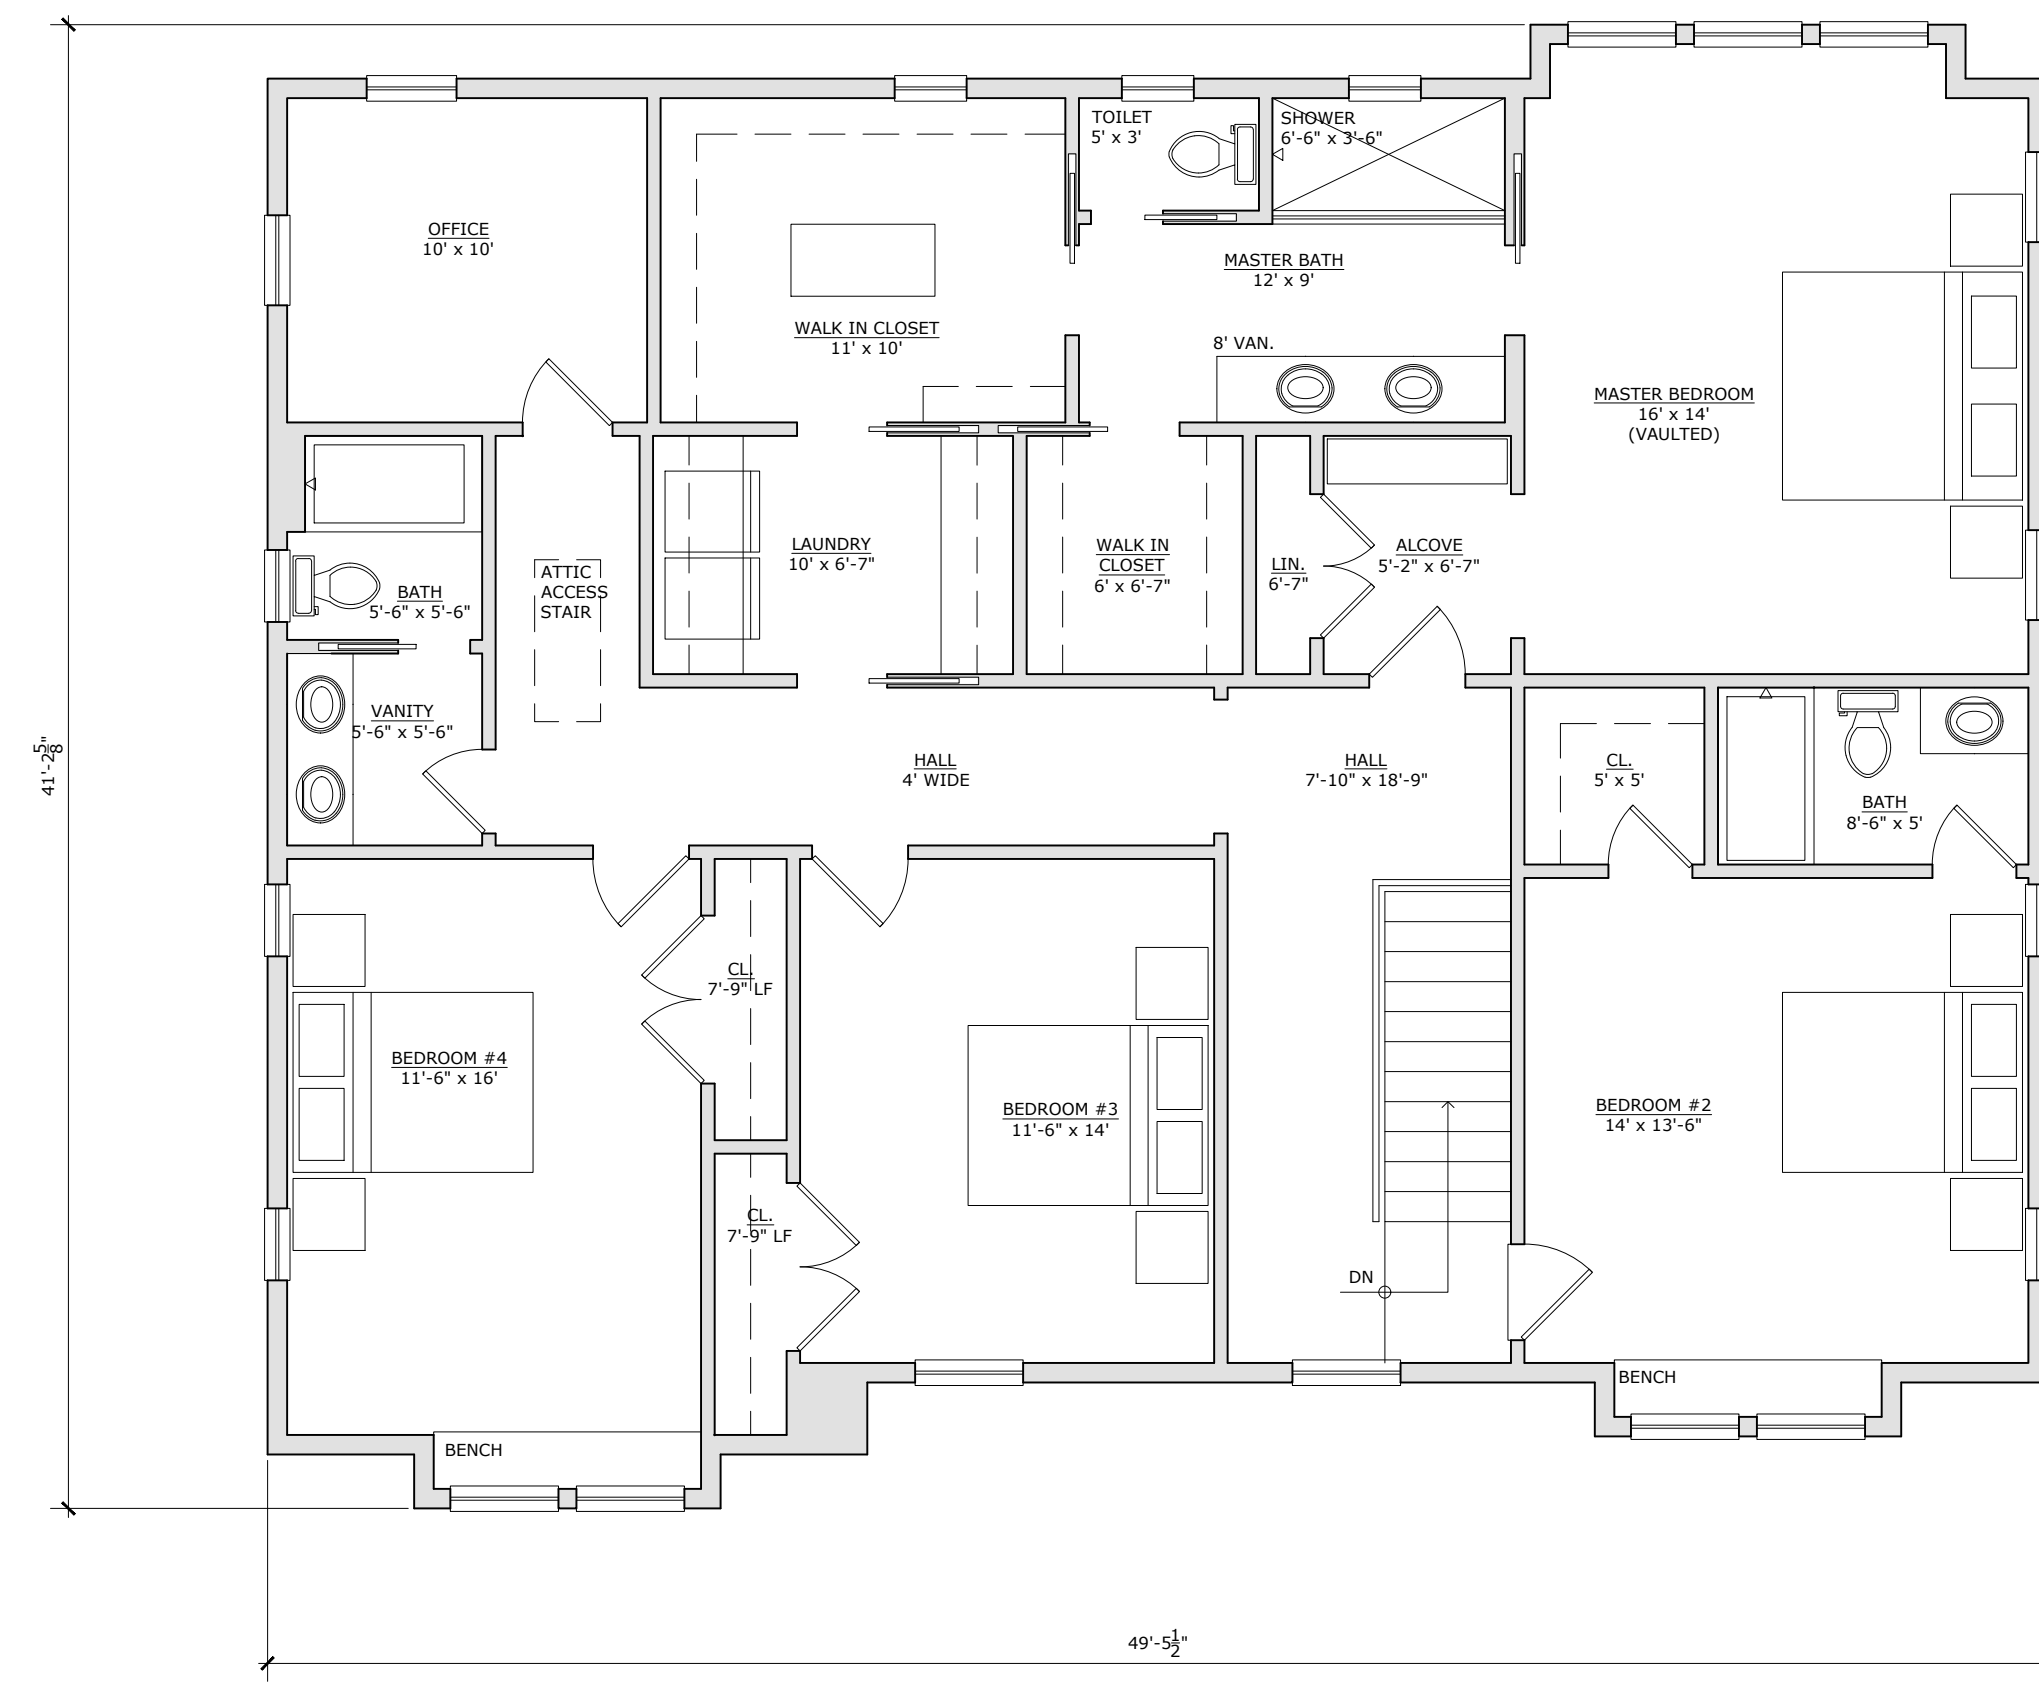 TOILET
5' x 3'
SHOWER
6'-6" x 3'-6"
OFFICE
10' x 10'
MASTER BATH
12' x 9'
WALK IN CLOSET
11' x 10'
8' VAN.
MASTER BEDROOM
16' x 14'
(VAULTED)
LAUNDRY
10' x 6'-7"
WALK IN
CLOSET
6' x 6'-7"
LIN.
6'-7"
ALCOVE
5'-2" x 6'-7"
ATTIC
ACCESS
STAIR
BATH
5'-6" x 5'-6"
VANITY
5'-6" x 5'-6"
41'-2 5/8"
HALL
4' WIDE
HALL
7'-10" x 18'-9"
CL.
5' x 5'
BATH
8'-6" x 5'
CL.
7'-9" LF
BEDROOM #4
11'-6" x 16'
BEDROOM #3
11'-6" x 14'
BEDROOM #2
14' x 13'-6"
CL.
7'-9" LF
DN
BENCH
BENCH
49'-5 1/2"